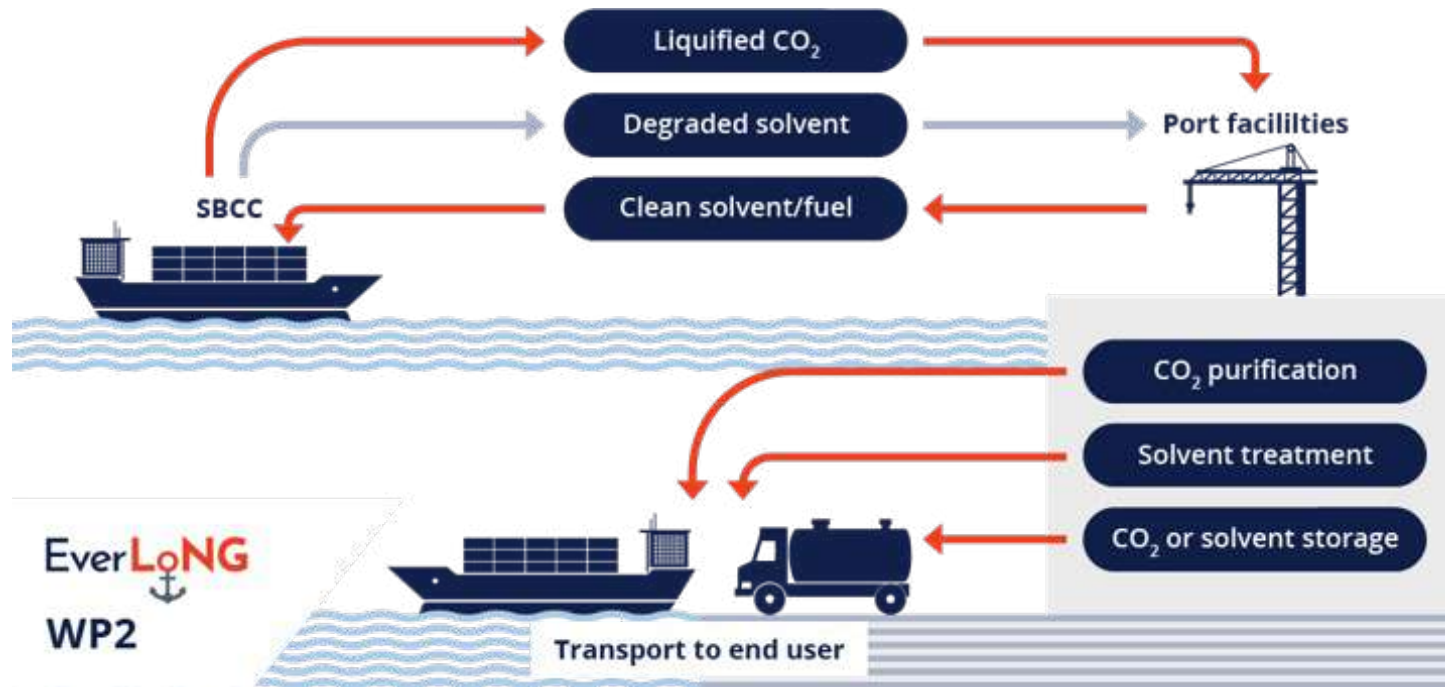 Liquified CO₂
Degraded solvent
Port facililties
SBCC
Clean solvent/fuel
CO₂ purification
Solvent treatment
CO₂ or solvent storage
EverLoNG
WP2
Transport to end user